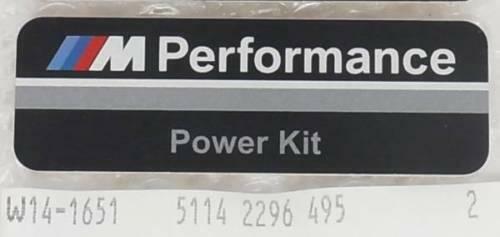 M Performance
Power Kit
W14-1651 5114 2296 495 2